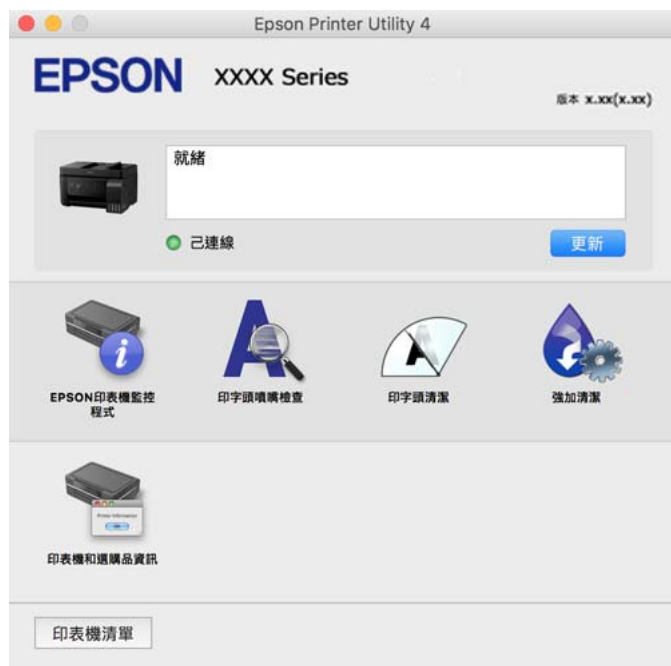 Epson Printer Utility 4
EPSON XXXX Series
版本 x.xx(x.xx)
就緒
己連線
更新
EPSON印表機監控
程式
印字頭噴嘴檢查
印字頭清潔
強加清潔
Printer Information
印表機和選購品資訊
印表機清單